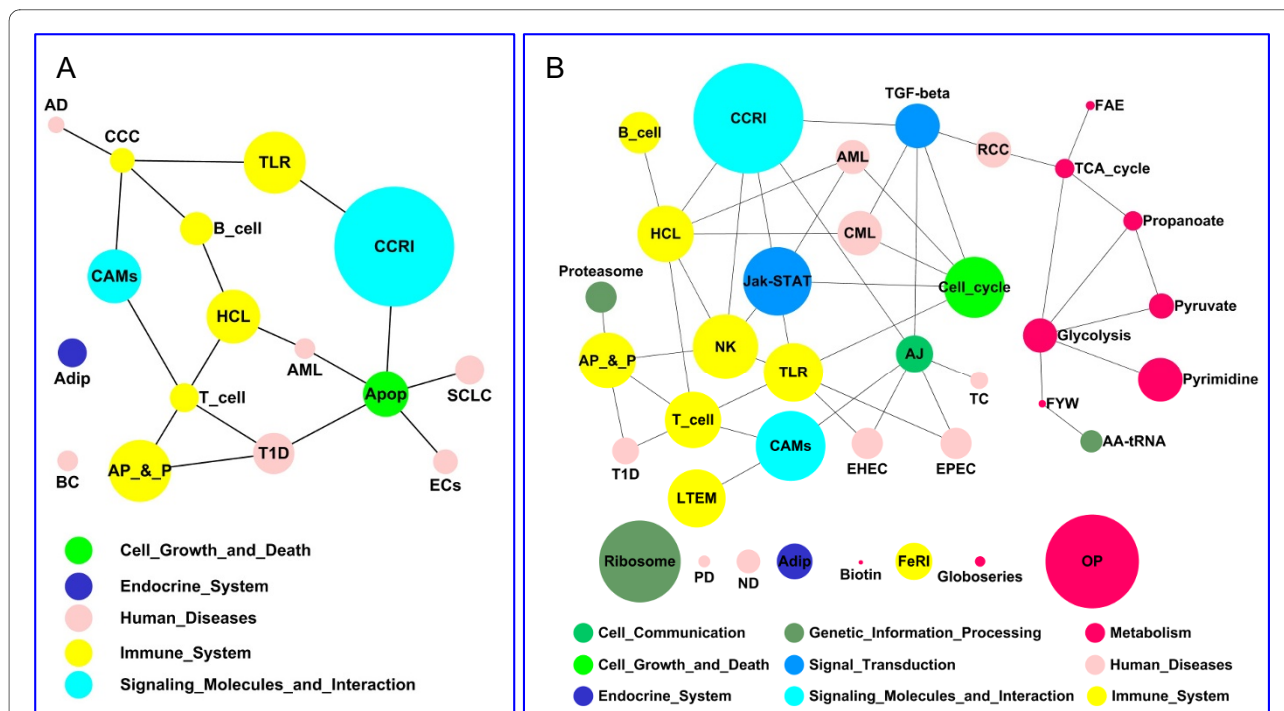 A
AD
CCC
TLR
B_cell
CCRI
CAMs
HCL
Adip
AML
T_cell
Apop
SCLC
BC
AP_&_P
T1D
ECs
Cell_Growth_and_Death
Endocrine_System
Human_Diseases
Immune_System
Signaling_Molecules_and_Interaction
B
TGF-beta
CCRI
FAE
B_cell
AML
RCC
TCA_cycle
Propanoate
HCL
CML
Proteasome
Jak-STAT
Cell_cycle
Pyruvate
Glycolysis
NK
AJ
AP_&_P
TLR
Pyrimidine
TC
FYW
T_cell
CAMs
AA-tRNA
T1D
EHEC
EPEC
LTEM
Ribosome
PD
ND
Adip
Biotin
FeRI
Globoseries
OP
Cell_Communication
Genetic_Information_Processing
Metabolism
Cell_Growth_and_Death
Signal_Transduction
Human_Diseases
Endocrine_System
Signaling_Molecules_and_Interaction
Immune_System